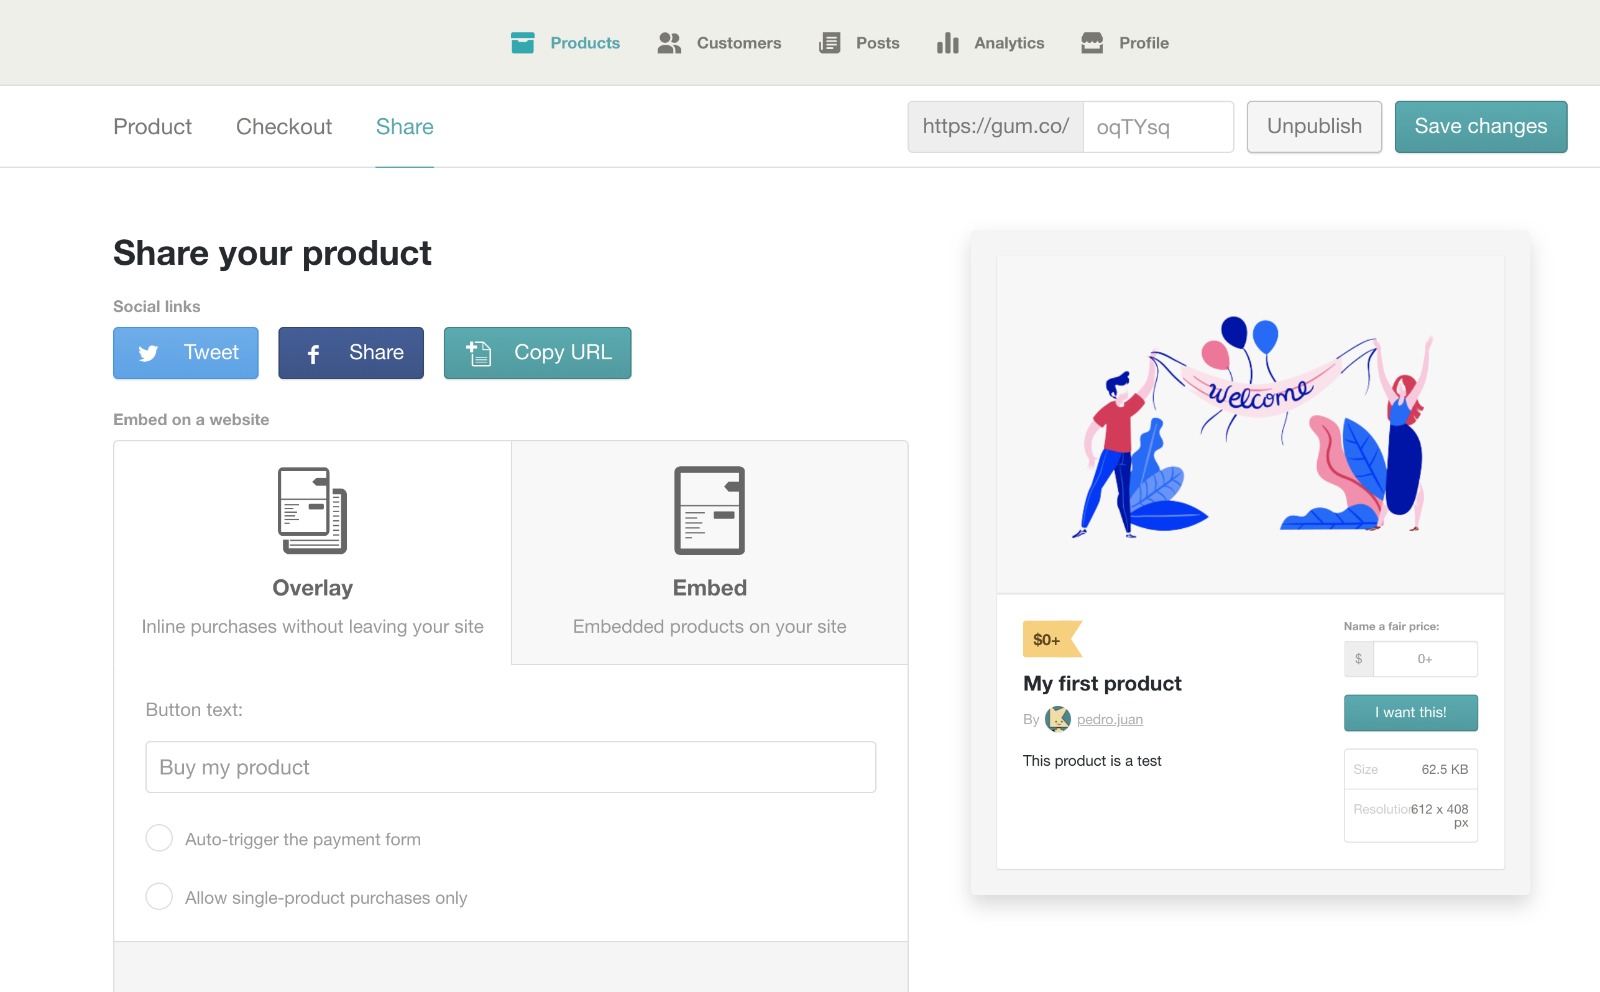 Products
Customers
Posts
Analytics
Profile
Product
Checkout
Share
https://gum.co/
oqTYsq
Unpublish
Save changes
Share your product
Social links
Tweet
Share
Copy URL
Embed on a website
Overlay
Inline purchases without leaving your site
Embed
Embedded products on your site
Button text:
Buy my product
Auto-trigger the payment form
Allow single-product purchases only
welcome
$0+
My first product
By pedro.juan
This product is a test
Name a fair price:
$ 0+
I want this!
Size 62.5 KB
Resolution 612 x 408
px